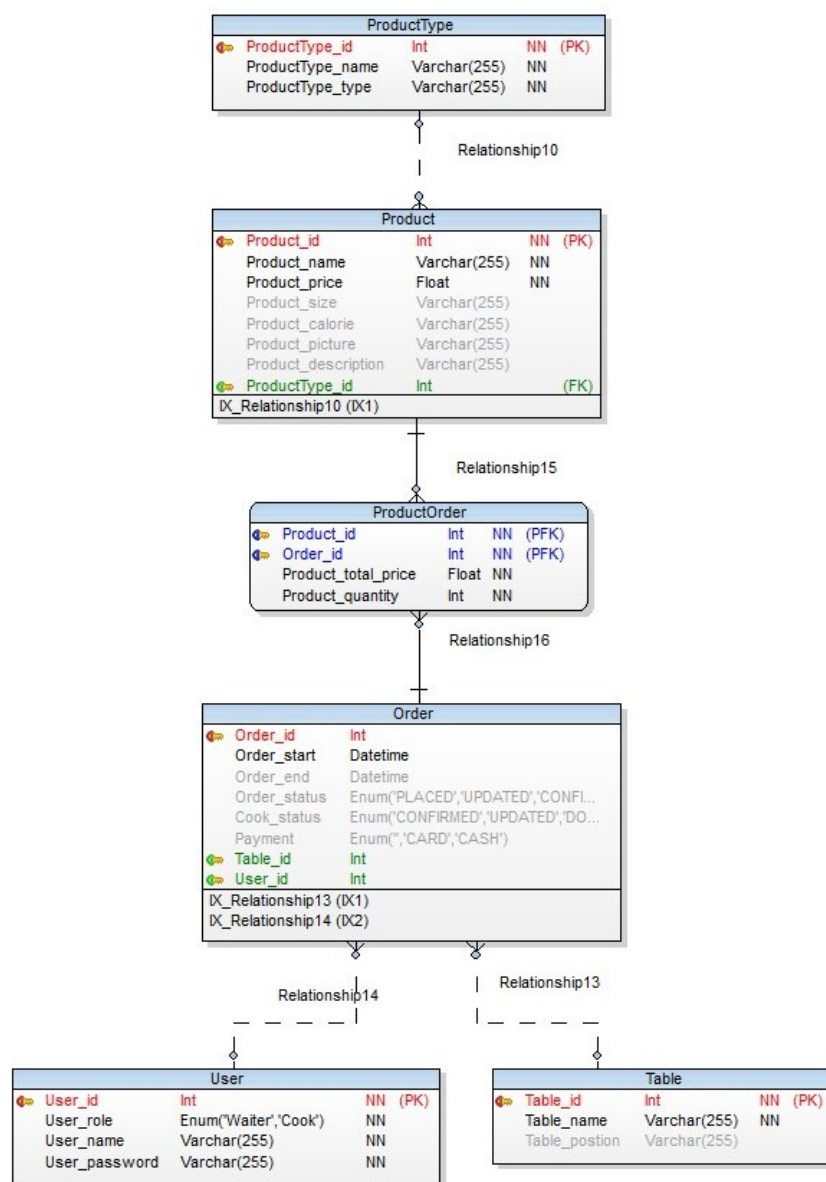 ProductType
ProductType_id Int NN (PK)
ProductType_name Varchar(255) NN
ProductType_type Varchar(255) NN
Relationship10
Product
Product_id Int NN (PK)
Product_name Varchar(255) NN
Product_price Float NN
Product_size Varchar(255)
Product_calorie Varchar(255)
Product_picture Varchar(255)
Product_description Varchar(255)
ProductType_id Int (FK)
IX_Relationship10 (IX1)
Relationship15
ProductOrder
Product_id Int NN (PFK)
Order_id Int NN (PFK)
Product_total_price Float NN
Product_quantity Int NN
Relationship16
Order
Order_id Int
Order_start Datetime
Order_end Datetime
Order_status Enum('PLACED','UPDATED','CONFI...
Cook_status Enum('CONFIRMED','UPDATED','DO...
Payment Enum('','CARD','CASH')
Table_id Int
User_id Int
IX_Relationship13 (IX1)
IX_Relationship14 (IX2)
Relationship14
Relationship13
User
User_id Int NN (PK)
User_role Enum('Waiter','Cook') NN
User_name Varchar(255) NN
User_password Varchar(255) NN
Table
Table_id Int NN (PK)
Table_name Varchar(255) NN
Table_postion Varchar(255)